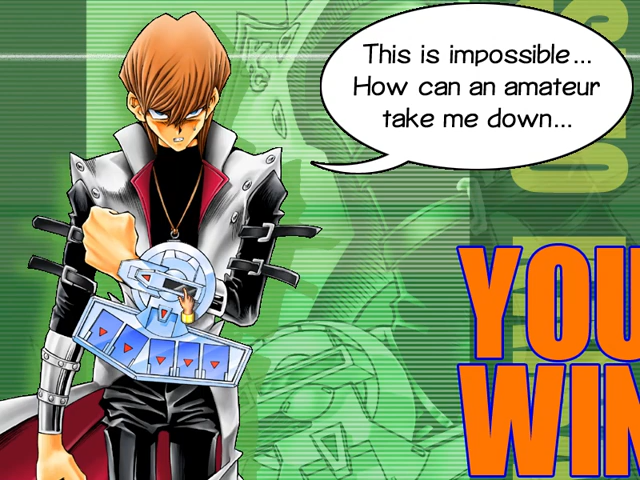 This is impossible...
How can an amateur
take me down...
YOU
WIN